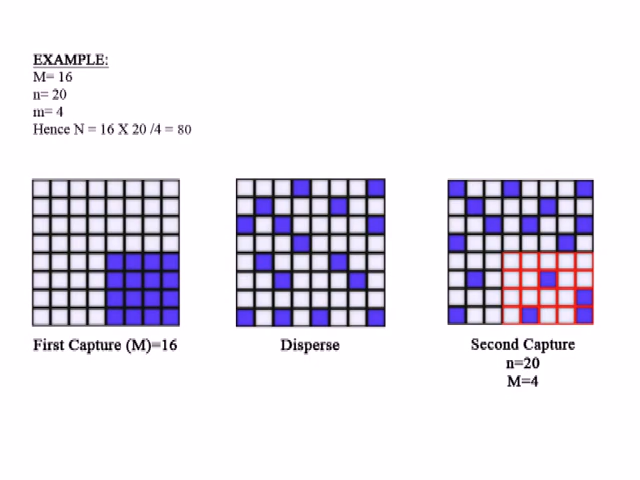 EXAMPLE:
M= 16
n= 20
m= 4
Hence N = 16 X 20 /4 = 80
First Capture (M)=16
Disperse
Second Capture
n=20
M=4